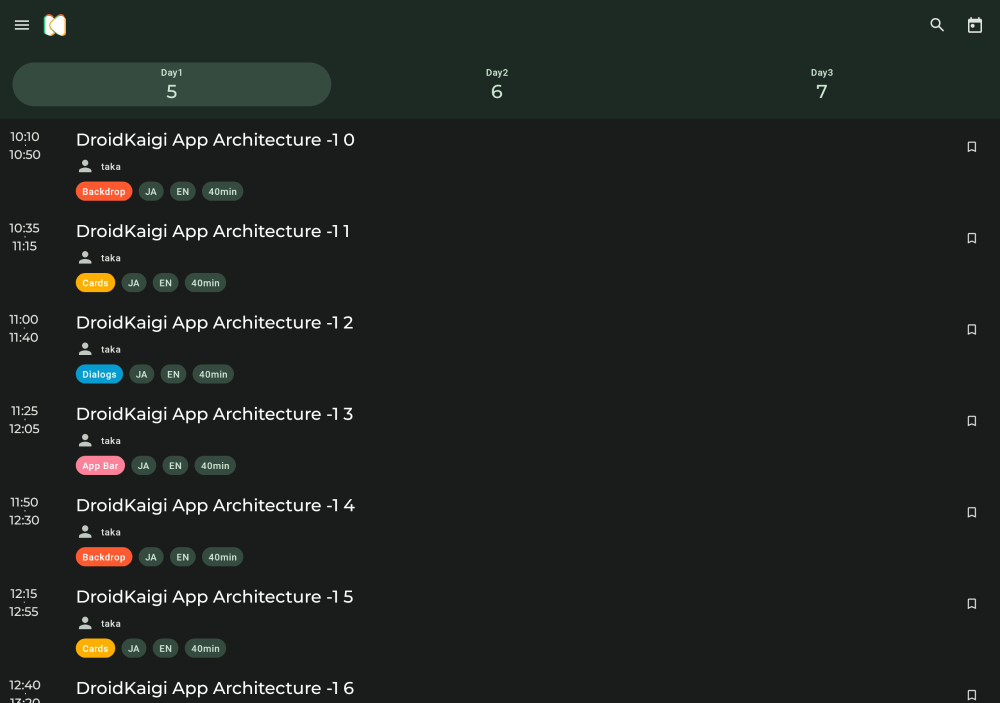 Day1 Day2 Day3
5 6 7
10:10 DroidKaigi App Architecture -1 0
10:50
taka
Backdrop JA EN 40min
10:35 DroidKaigi App Architecture -1 1
11:15
taka
Cards JA EN 40min
11:00 DroidKaigi App Architecture -1 2
11:40
taka
Dialogs JA EN 40min
11:25 DroidKaigi App Architecture -1 3
12:05
taka
App Bar JA EN 40min
11:50 DroidKaigi App Architecture -1 4
12:30
taka
Backdrop JA EN 40min
12:15 DroidKaigi App Architecture -1 5
12:55
taka
Cards JA EN 40min
12:40 DroidKaigi App Architecture -1 6
13:20